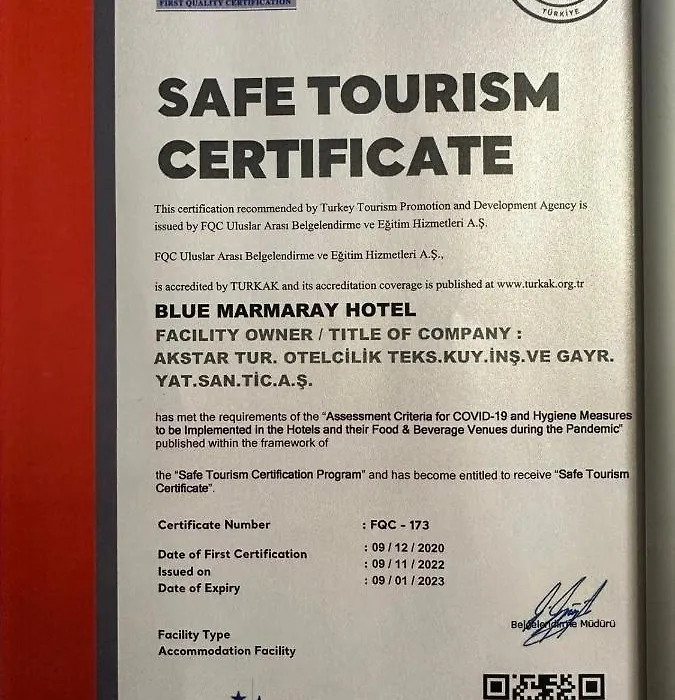 FIRST QUALITY CERTIFICATION
TÜRKİYE
SAFE TOURISM
CERTIFICATE
This certification recommended by Turkey Tourism Promotion and Development Agency is
issued by FQC Uluslar Arası Belgelendirme ve Eğitim Hizmetleri A.Ş.
FQC Uluslar Arası Belgelendirme ve Eğitim Hizmetleri A.Ş.,
is accredited by TURKAK and its accreditation coverage is published at www.turkak.org.tr
BLUE MARMARAY HOTEL
FACILITY OWNER / TITLE OF COMPANY :
AKSTAR TUR. OTELCİLİK TEKS.KUY.İNŞ.VE GAYR.
YAT.SAN.TİC.A.Ş.
has met the requirements of the “Assessment Criteria for COVID-19 and Hygiene Measures
to be Implemented in the Hotels and their Food & Beverage Venues during the Pandemic”
published within the framework of
the “Safe Tourism Certification Program” and has become entitled to receive “Safe Tourism
Certificate”.
Certificate Number : FQC - 173
Date of First Certification : 09 / 12 / 2020
Issued on : 09 / 11 / 2022
Date of Expiry : 09 / 01 / 2023
Belgelendirme Müdürü
Facility Type
Accommodation Facility